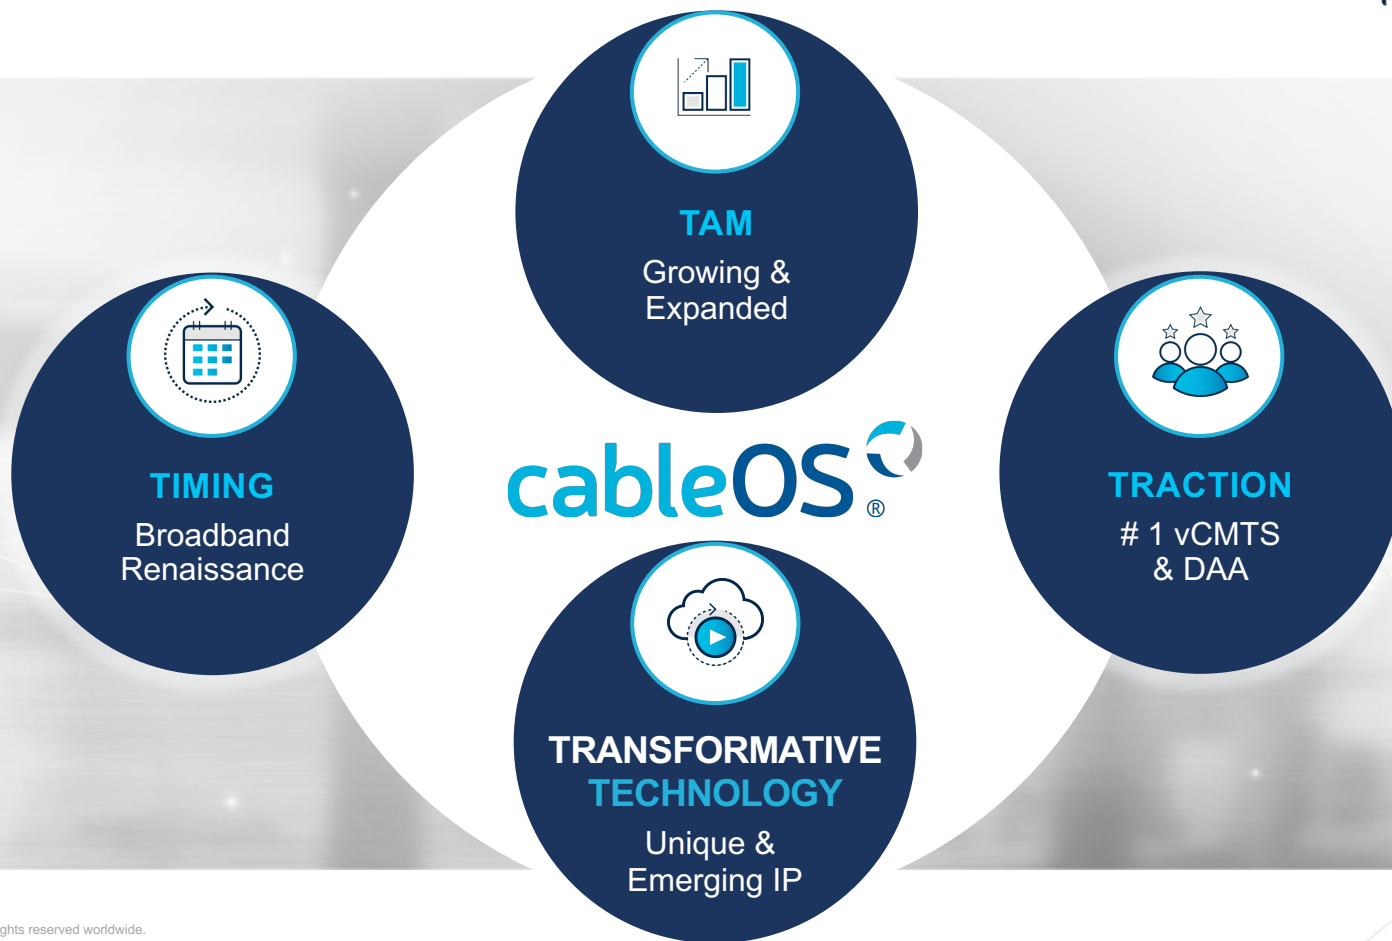 TAM
Growing &
Expanded
TIMING
Broadband
Renaissance
cableOS®
TRACTION
# 1 vCMTS
& DAA
TRANSFORMATIVE
TECHNOLOGY
Unique &
Emerging IP
ghts reserved worldwide.